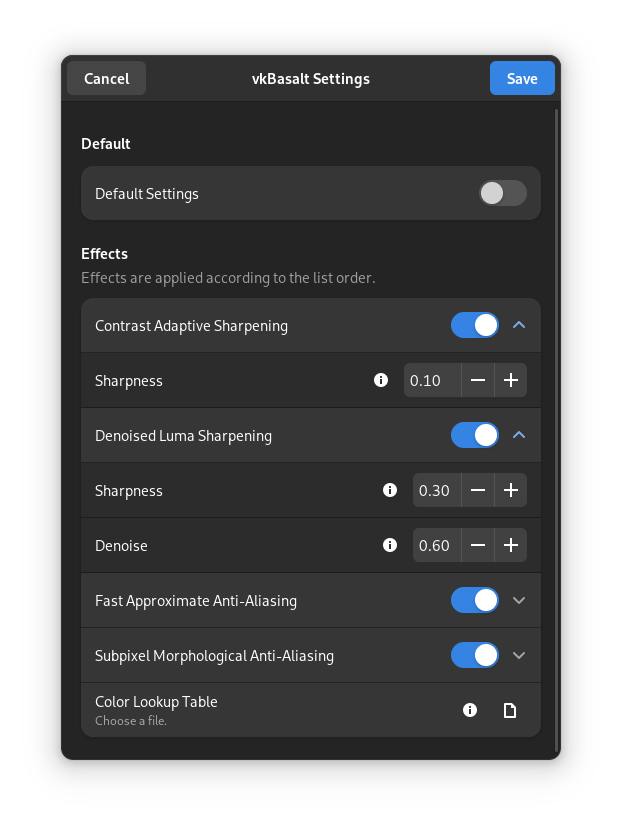 Cancel
vkBasalt Settings
Save
Default
Default Settings
Effects
Effects are applied according to the list order.
Contrast Adaptive Sharpening
Sharpness
0.10
Denoised Luma Sharpening
Sharpness
0.30
Denoise
0.60
Fast Approximate Anti-Aliasing
Subpixel Morphological Anti-Aliasing
Color Lookup Table
Choose a file.